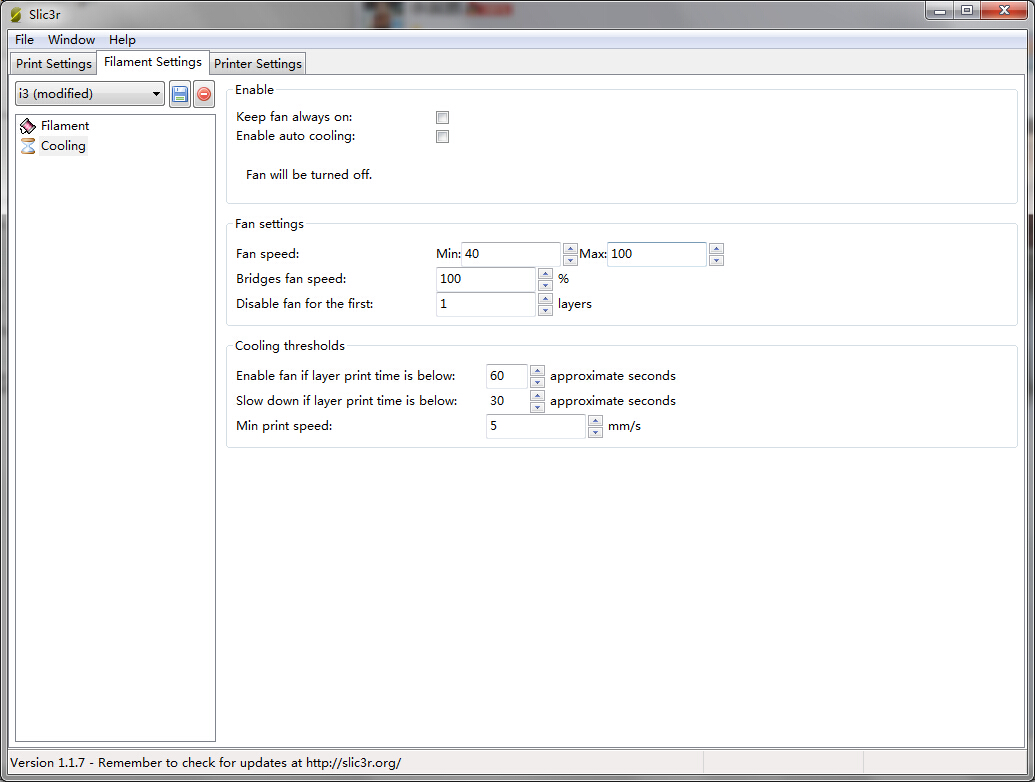 Slic3r
File Window Help
Print Settings Filament Settings Printer Settings
i3 (modified)
Filament
Cooling
Enable
Keep fan always on:
Enable auto cooling:
Fan will be turned off.
Fan settings
Fan speed: Min: 40 Max: 100
Bridges fan speed: 100 %
Disable fan for the first: 1 layers
Cooling thresholds
Enable fan if layer print time is below: 60 approximate seconds
Slow down if layer print time is below: 30 approximate seconds
Min print speed: 5 mm/s
Version 1.1.7 - Remember to check for updates at http://slic3r.org/